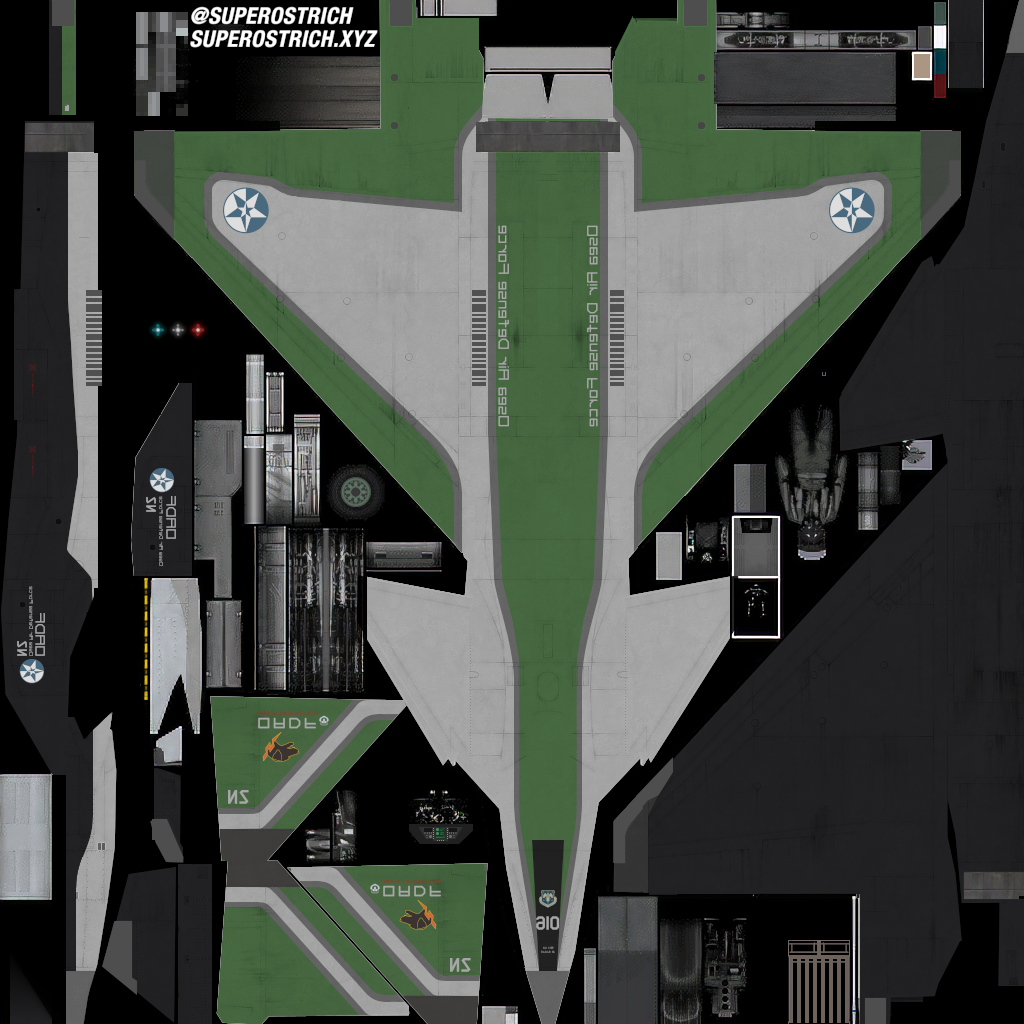 @SUPEROSTRICH
SUPEROSTRICH.XYZ
Osea Air Defense Force
Osea Air Defense Force
NZ
Osea Air Defense Force
OADF
NZ
Osea Air Defense Force
OADF
OADF
NZ
OADF
NZ
016